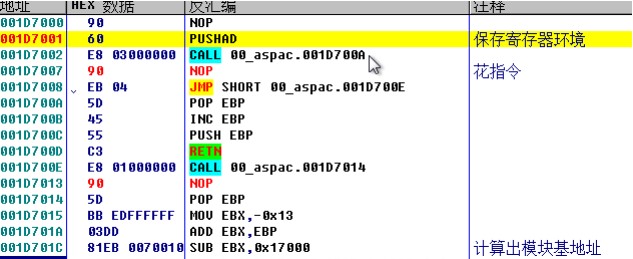 地址 HEX 数据 反汇编 注释
001D7000 90 NOP
001D7001 60 PUSHAD 保存寄存器环境
001D7002 E8 03000000 CALL 00_aspac.001D700A
001D7007 90 NOP 花指令
001D7008 EB 04 JMP SHORT 00_aspac.001D700E
001D700A 5D POP EBP
001D700B 45 INC EBP
001D700C 55 PUSH EBP
001D700D C3 RETN
001D700E E8 01000000 CALL 00_aspac.001D7014
001D7013 90 NOP
001D7014 5D POP EBP
001D7015 BB EDFFFFFF MOV EBX,-0x13
001D701A 03DD ADD EBX,EBP
001D701C 81EB 00700100 SUB EBX,0x17000 计算出模块基地址